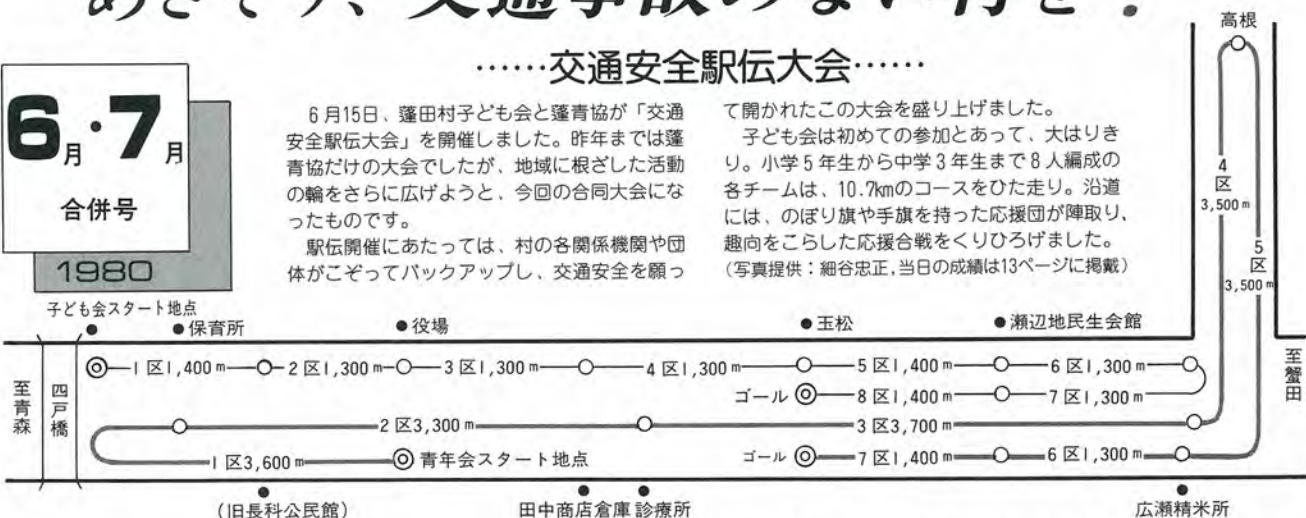 めざそう、交通事故のない村を！
……交通安全駅伝大会……
6月・7月
合併号
1980
6月15日、蓬田村子ども会と蓬青協が「交通
安全駅伝大会」を開催しました。昨年までは蓬
青協だけの大会でしたが、地域に根ざした活動
の輪をさらに広げようと、今回の合同大会にな
ったものです。
駅伝開催にあたっては、村の各関係機関や団
体がこぞってバックアップし、交通安全を願っ
て開かれたこの大会を盛り上げました。
子ども会は初めての参加とあって、大はりき
り。小学5年生から中学3年生まで8人編成の
各チームは、10.7kmのコースをひた走り。沿道
には、のぼり旗や手旗を持った応援団が陣取り、
趣向をこらした応援合戦をくりひろげました。
（写真提供：細谷忠正,当日の成績は13ページに掲載）
高根
4区
3,500m
5区
3,500m
子ども会スタート地点
●保育所
●役場
●玉松
●瀬辺地民生会館
至青森
四戸橋
1区1,400m
2区1,300m
3区1,300m
4区1,300m
5区1,400m
6区1,300m
至蟹田
ゴール
8区1,400m
7区1,300m
2区3,300m
3区3,700m
1区3,600m
青年会スタート地点
ゴール
7区1,400m
6区1,300m
（旧長科公民館）
田中商店倉庫
診療所
広瀬精米所